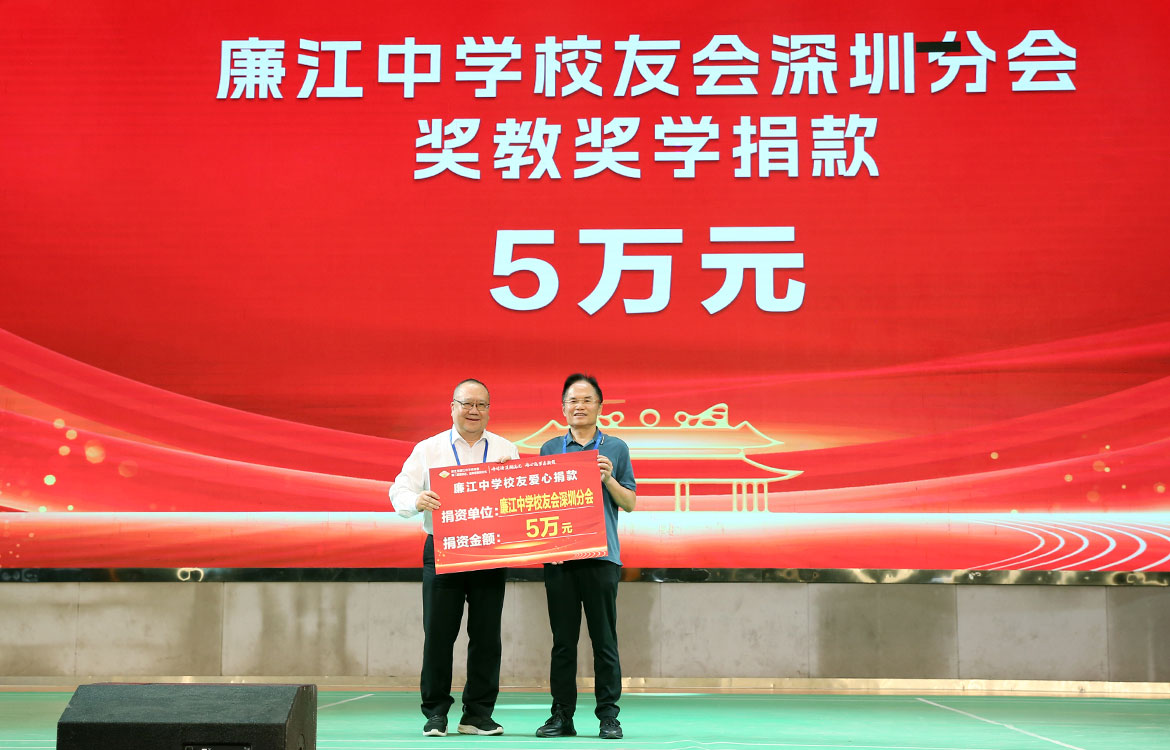 廉江中学校友会深圳分会
奖教奖学捐款
5万元
廉江中学校友爱心捐款
捐资单位：廉江中学校友会深圳分会
捐资金额：5万元